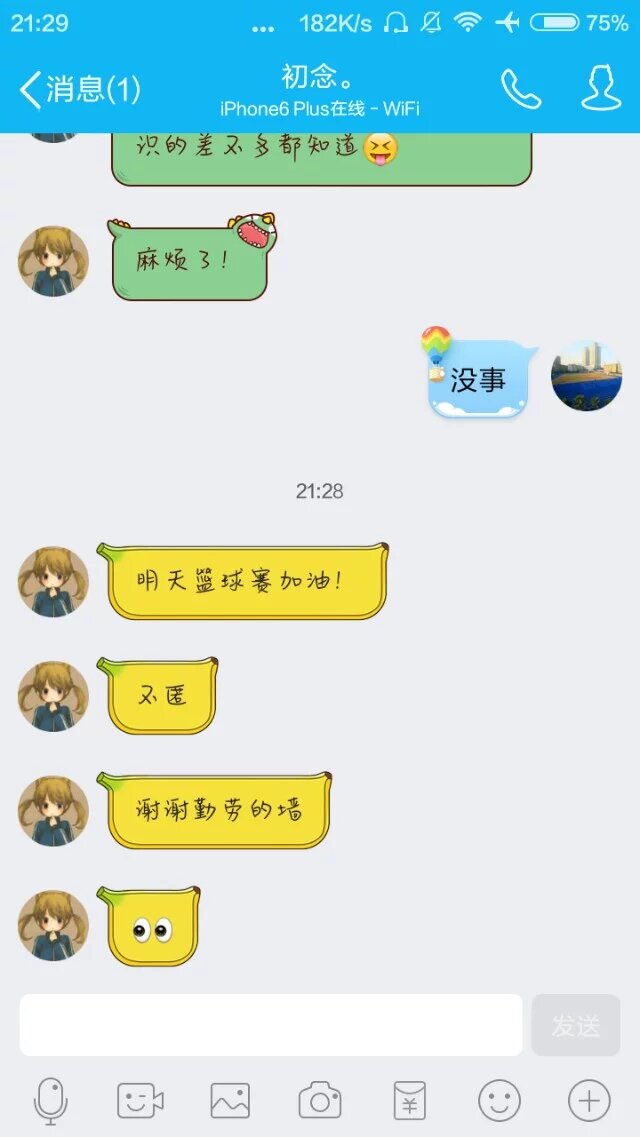 21:29 ... 182K/s 75%
消息(1)
初念。
iPhone6 Plus在线 - WiFi
识的差不多都知道
麻烦了！
没事
21:28
明天篮球赛加油！
不匿
谢谢勤劳的墙
发送